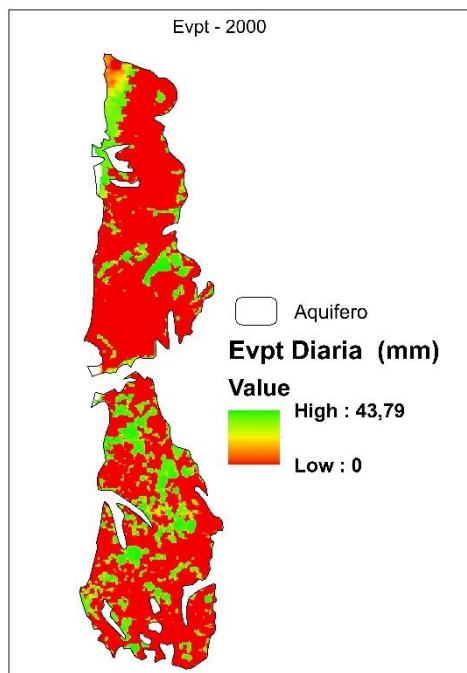 Evpt - 2000
Aquifero
Evpt Diaria (mm)
Value
High : 43,79
Low : 0